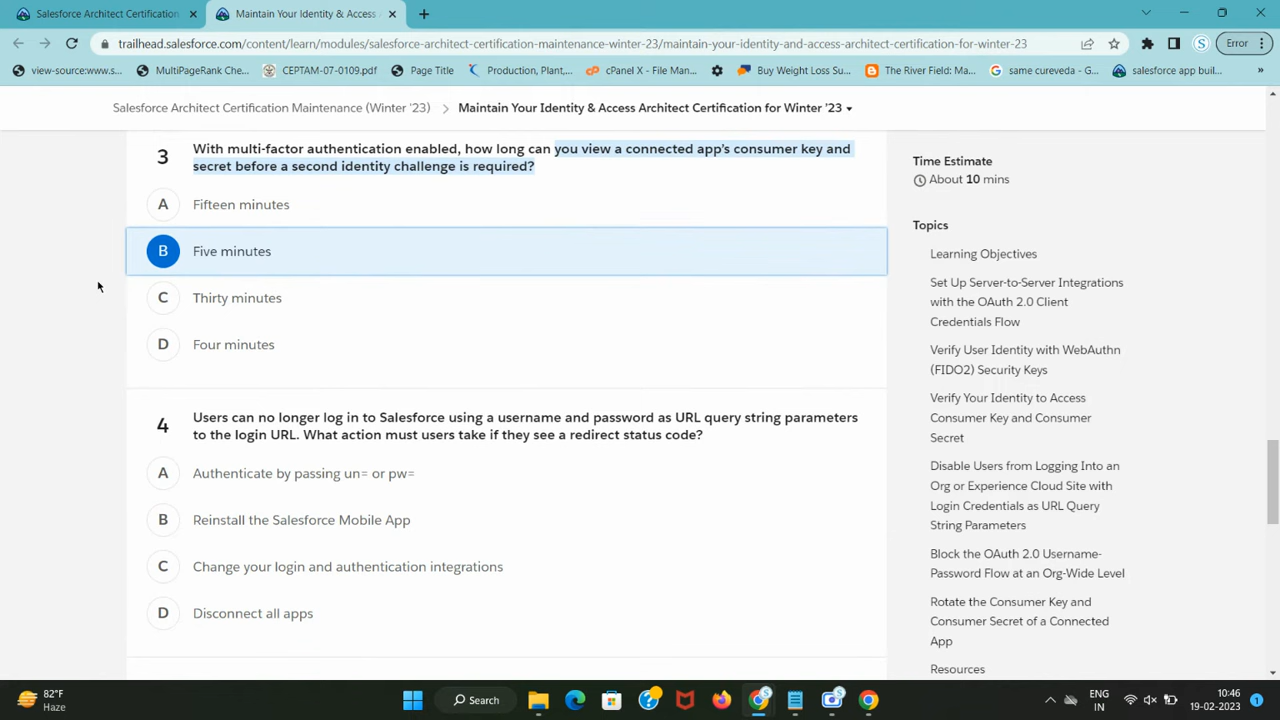 Salesforce Architect Certification
Maintain Your Identity & Access
trailhead.salesforce.com/content/learn/modules/salesforce-architect-certification-maintenance-winter-23/maintain-your-identity-and-access-architect-certification-for-winter-23
S
Error
view-source:www.s...
MultiPageRank Che...
CEPTAM-07-0109.pdf
Page Title
Production, Plant,...
cPanel X - File Man...
Buy Weight Loss Su...
The River Field: Ma...
same cureveda - G...
salesforce app buil...
»
Salesforce Architect Certification Maintenance (Winter '23)
Maintain Your Identity & Access Architect Certification for Winter '23
3
With multi-factor authentication enabled, how long can you view a connected app's consumer key and
secret before a second identity challenge is required?
A
Fifteen minutes
B
Five minutes
C
Thirty minutes
D
Four minutes
4
Users can no longer log in to Salesforce using a username and password as URL query string parameters
to the login URL. What action must users take if they see a redirect status code?
A
Authenticate by passing un= or pw=
B
Reinstall the Salesforce Mobile App
C
Change your login and authentication integrations
D
Disconnect all apps
Time Estimate
About 10 mins
Topics
Learning Objectives
Set Up Server-to-Server Integrations
with the OAuth 2.0 Client
Credentials Flow
Verify User Identity with WebAuthn
(FIDO2) Security Keys
Verify Your Identity to Access
Consumer Key and Consumer
Secret
Disable Users from Logging Into an
Org or Experience Cloud Site with
Login Credentials as URL Query
String Parameters
Block the OAuth 2.0 Username-
Password Flow at an Org-Wide Level
Rotate the Consumer Key and
Consumer Secret of a Connected
App
Resources
82°F
Haze
Search
ENG
IN
10:46
19-02-2023
1